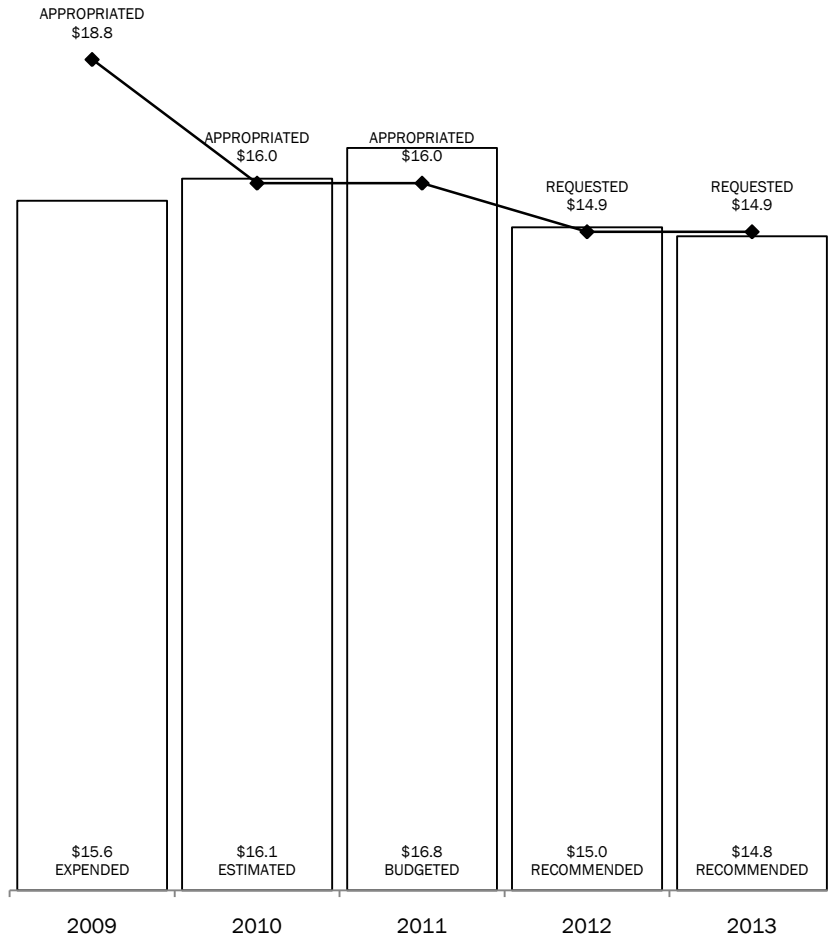 APPROPRIATED
$18.8
APPROPRIATED
$16.0
APPROPRIATED
$16.0
REQUESTED
$14.9
REQUESTED
$14.9
$15.6
EXPENDED
$16.1
ESTIMATED
$16.8
BUDGETED
$15.0
RECOMMENDED
$14.8
RECOMMENDED
2009
2010
2011
2012
2013